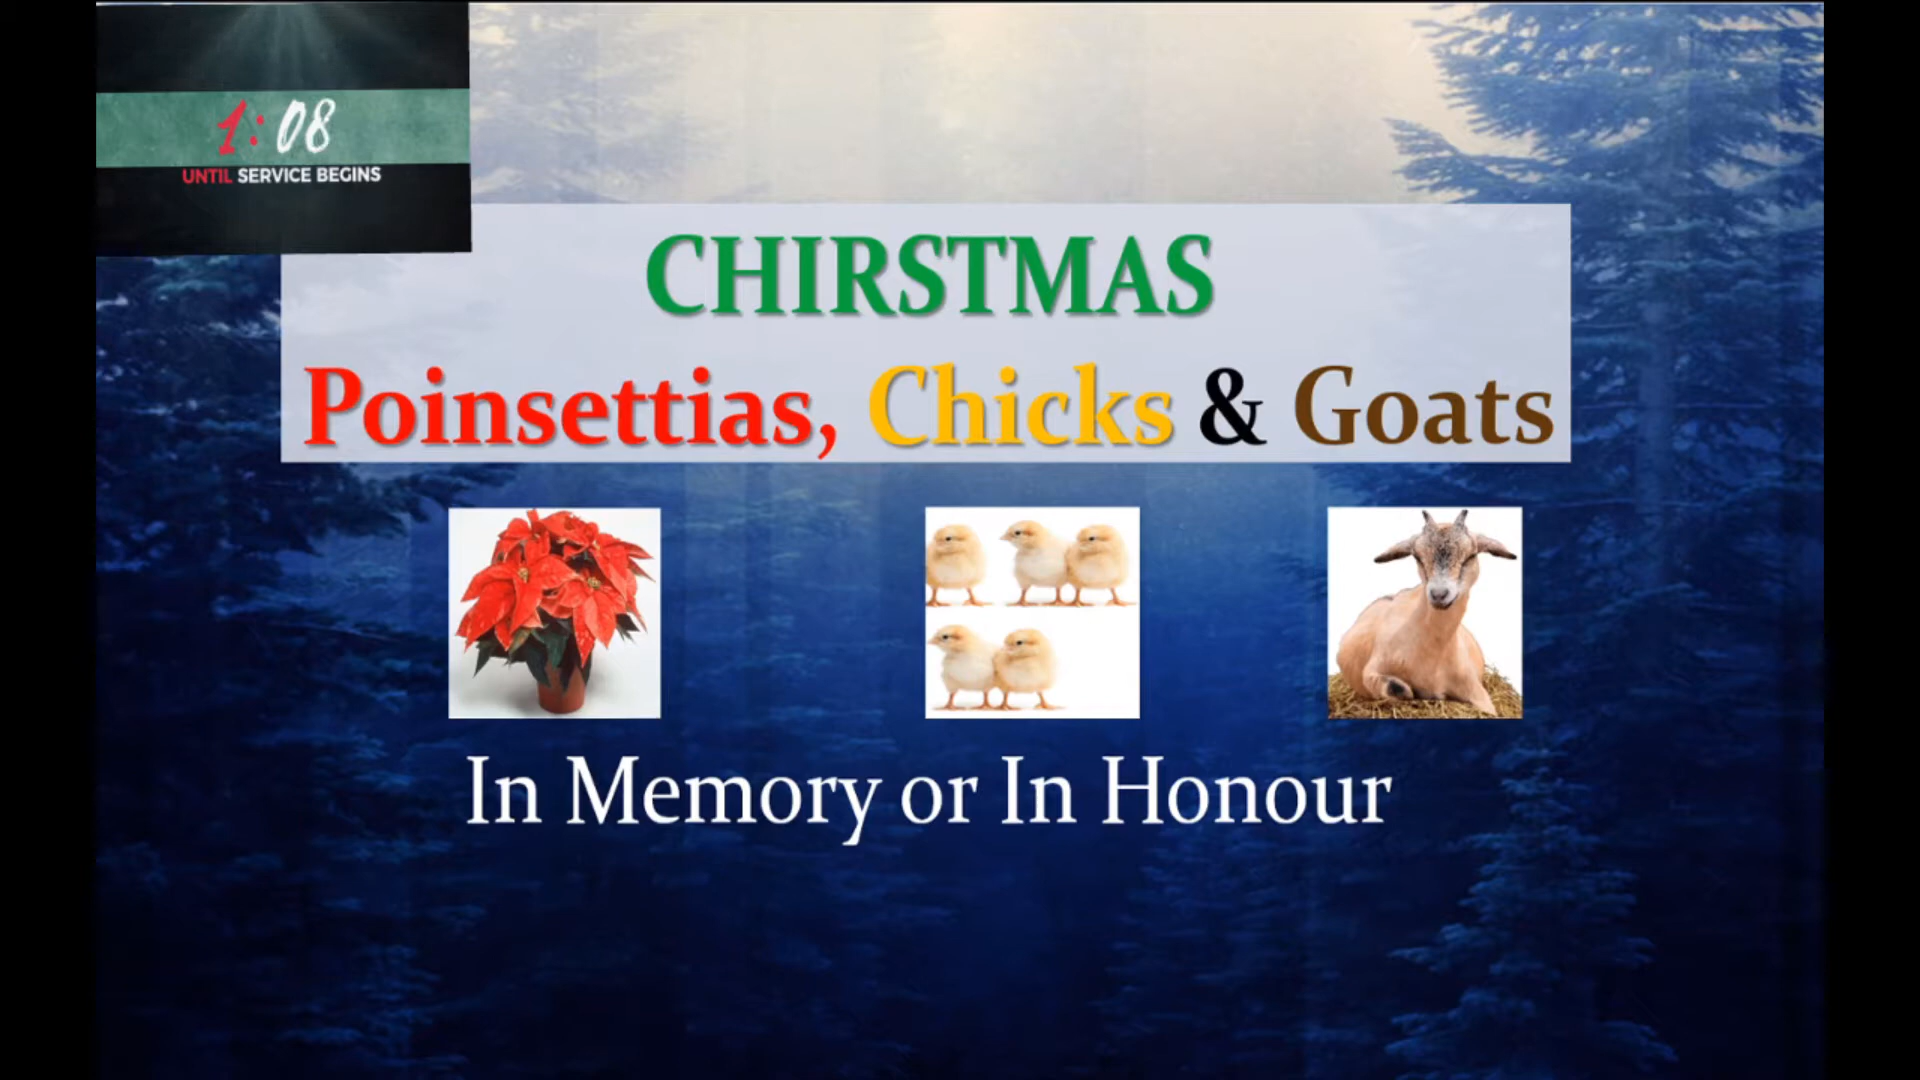 1:08
UNTIL SERVICE BEGINS
CHIRSTMAS
Poinsettias, Chicks & Goats
In Memory or In Honour